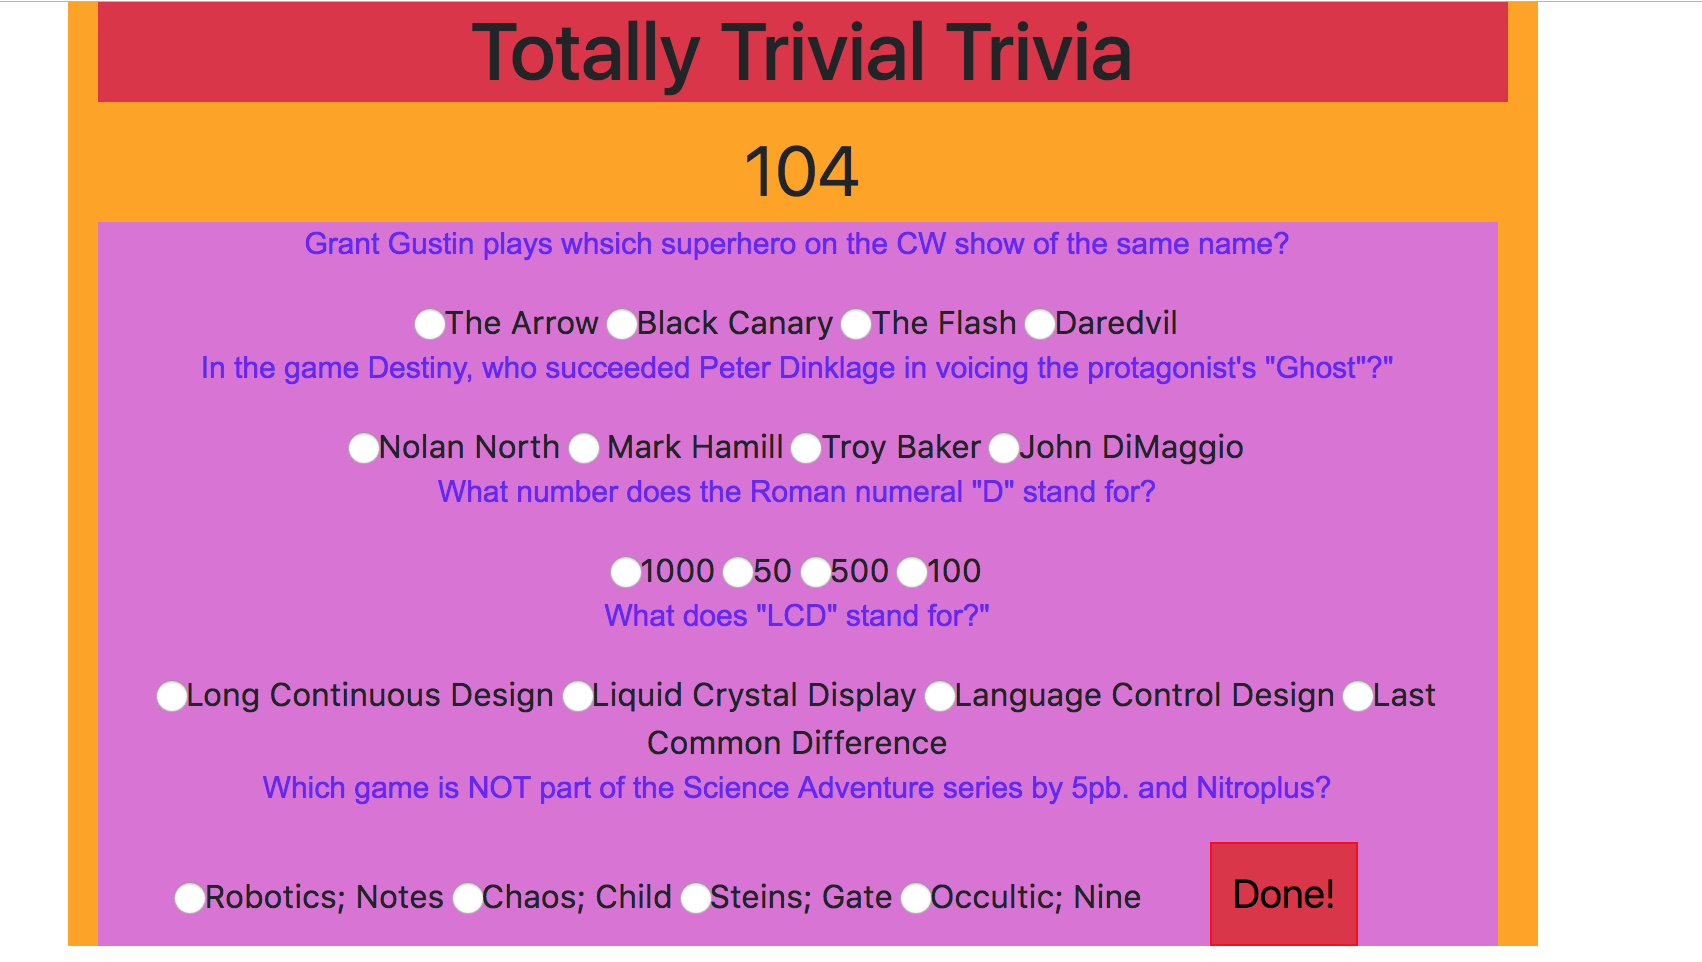 Totally Trivial Trivia
104
Grant Gustin plays whsich superhero on the CW show of the same name?
The Arrow Black Canary The Flash Daredvil
In the game Destiny, who succeeded Peter Dinklage in voicing the protagonist's "Ghost"?"
Nolan North Mark Hamill Troy Baker John DiMaggio
What number does the Roman numeral "D" stand for?
1000 50 500 100
What does "LCD" stand for?"
Long Continuous Design Liquid Crystal Display Language Control Design Last
Common Difference
Which game is NOT part of the Science Adventure series by 5pb. and Nitroplus?
Robotics; Notes Chaos; Child Steins; Gate Occultic; Nine Done!